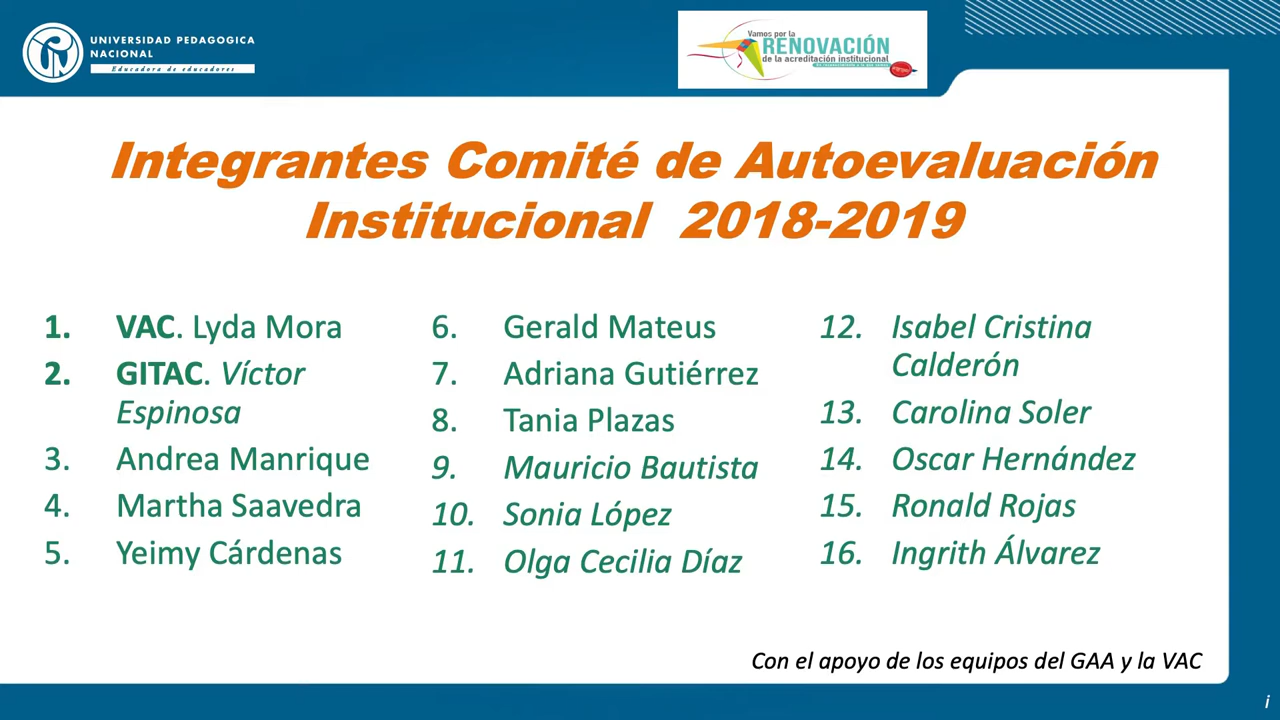 UNIVERSIDAD PEDAGOGICA
NACIONAL
Educadora de educadores
Vamos por la
RENOVACIÓN
de la acreditación institucional
Integrantes Comité de Autoevaluación
Institucional 2018-2019
1. VAC. Lyda Mora
2. GITAC. Víctor
Espinosa
3. Andrea Manrique
4. Martha Saavedra
5. Yeimy Cárdenas
6. Gerald Mateus
7. Adriana Gutiérrez
8. Tania Plazas
9. Mauricio Bautista
10. Sonia López
11. Olga Cecilia Díaz
12. Isabel Cristina
Calderón
13. Carolina Soler
14. Oscar Hernández
15. Ronald Rojas
16. Ingrith Álvarez
Con el apoyo de los equipos del GAA y la VAC
i